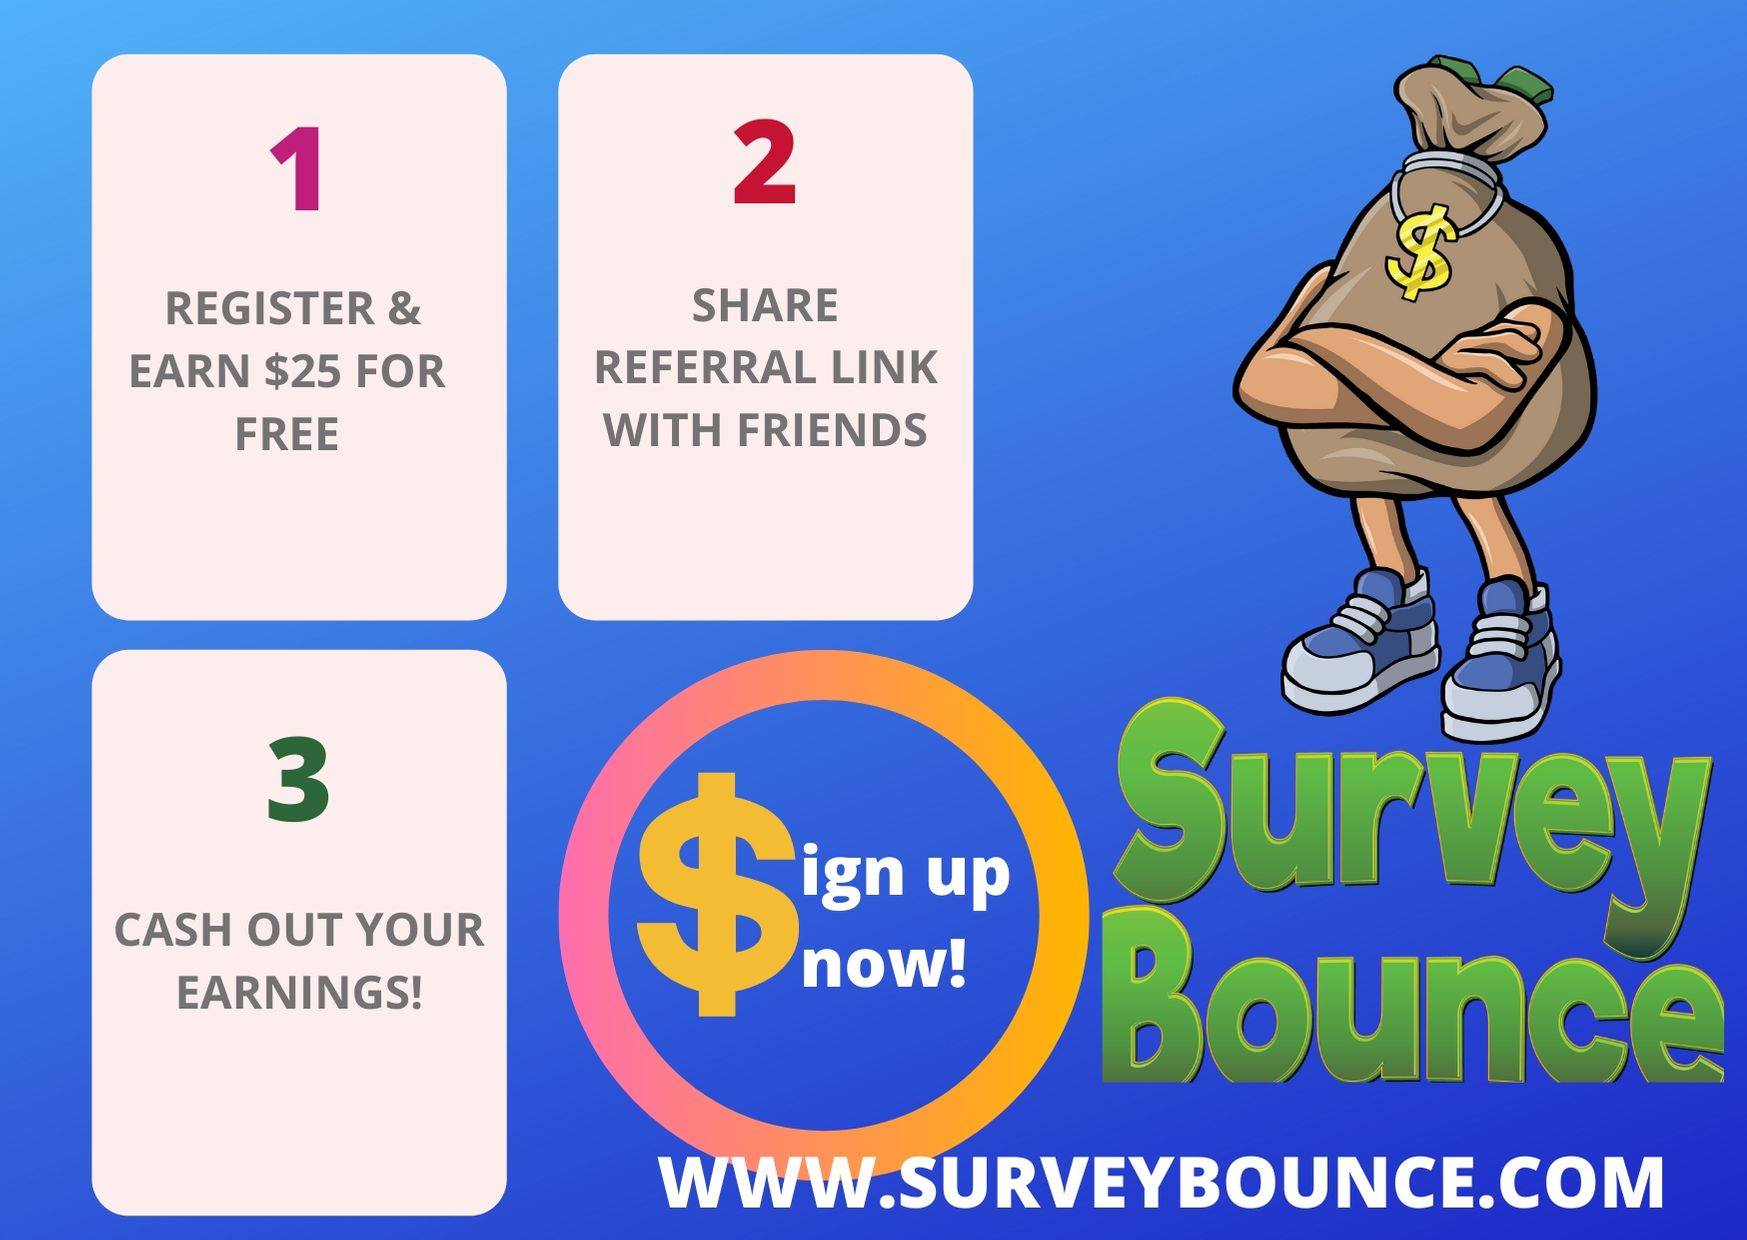 1
REGISTER &
EARN $25 FOR
FREE
2
SHARE
REFERRAL LINK
WITH FRIENDS
3
CASH OUT YOUR
EARNINGS!
$ign up
now!
$
Survey
Bounce
WWW.SURVEYBOUNCE.COM